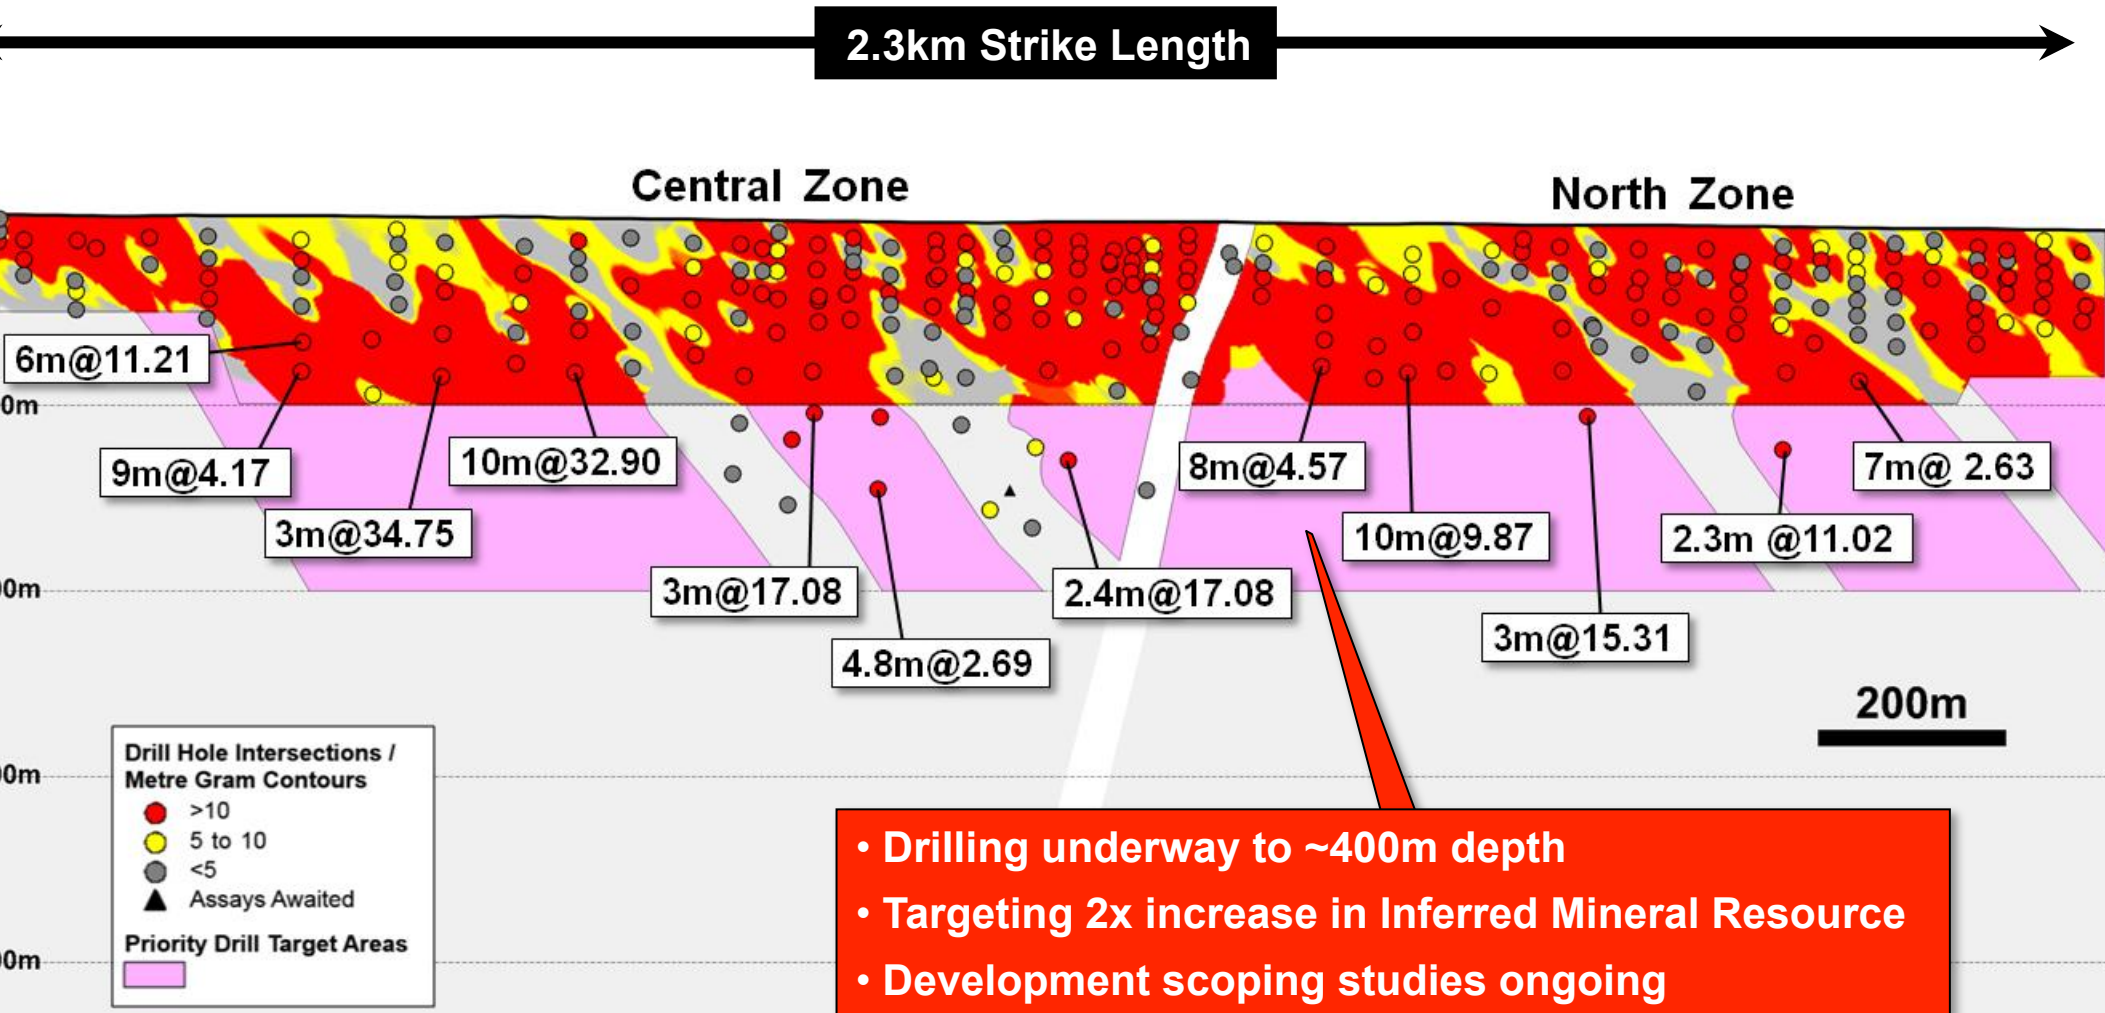 2.3km Strike Length
Central Zone
North Zone
6m@11.21
0m
9m@4.17
10m@32.90
8m@4.57
7m@ 2.63
3m@34.75
10m@9.87
2.3m @11.02
0m
3m@17.08
2.4m@17.08
3m@15.31
4.8m@2.69
200m
0m
Drill Hole Intersections /
Metre Gram Contours
>10
5 to 10
<5
Assays Awaited
Priority Drill Target Areas
0m
• Drilling underway to ~400m depth
• Targeting 2x increase in Inferred Mineral Resource
• Development scoping studies ongoing